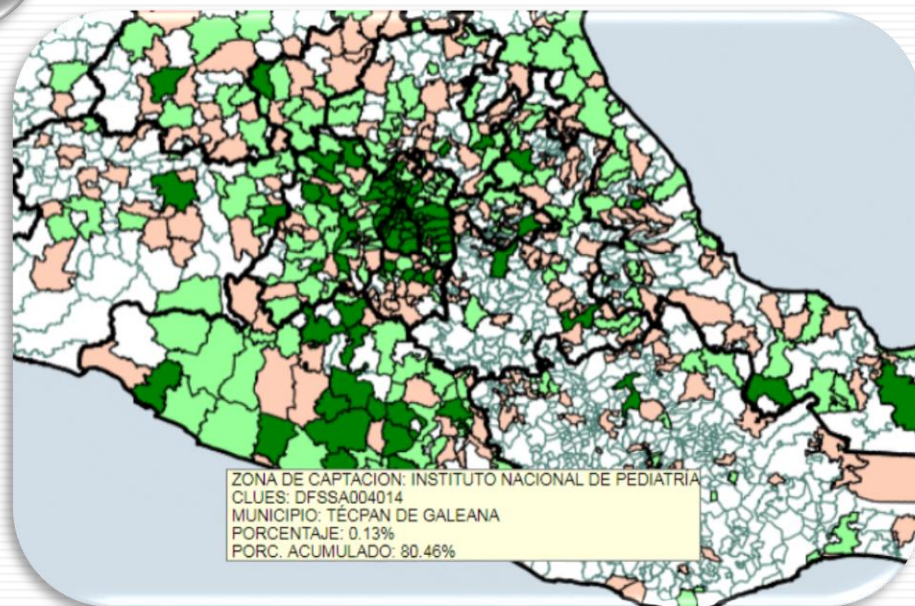 ZONA DE CAPTACION: INSTITUTO NACIONAL DE PEDIATRÍA
CLUES: DFSSA004014
MUNICIPIO: TÉCPAN DE GALEANA
PORCENTAJE: 0.13%
PORC. ACUMULADO: 80.46%